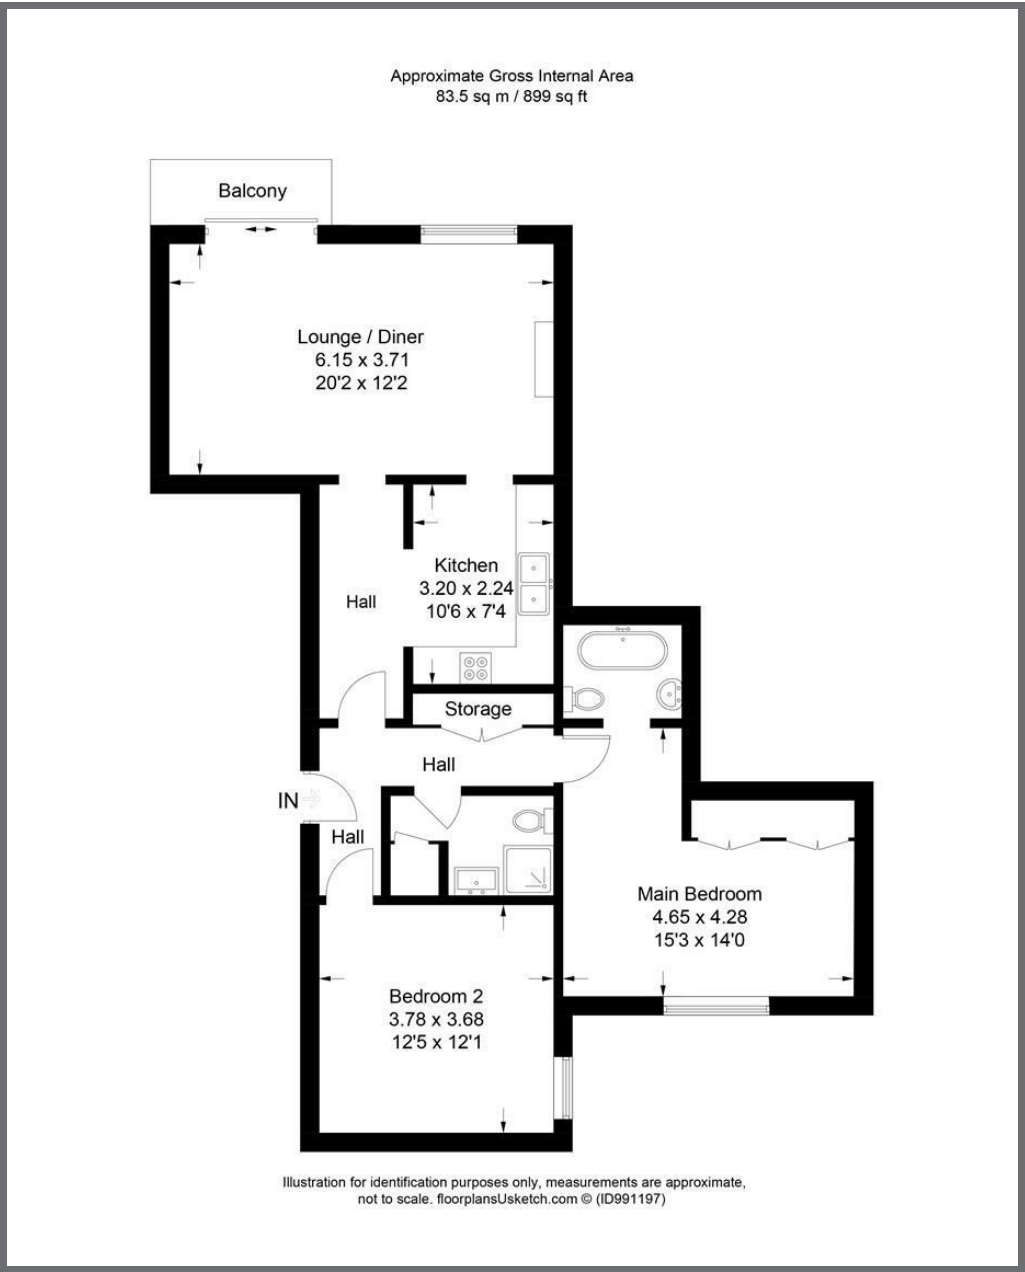 Approximate Gross Internal Area
83.5 sq m / 899 sq ft
Balcony
Lounge / Diner
6.15 x 3.71
20'2 x 12'2
Kitchen
3.20 x 2.24
10'6 x 7'4
Hall
Storage
Hall
IN
Hall
Main Bedroom
4.65 x 4.28
15'3 x 14'0
Bedroom 2
3.78 x 3.68
12'5 x 12'1
Illustration for identification purposes only, measurements are approximate,
not to scale. floorplansUsketch.com © (ID991197)